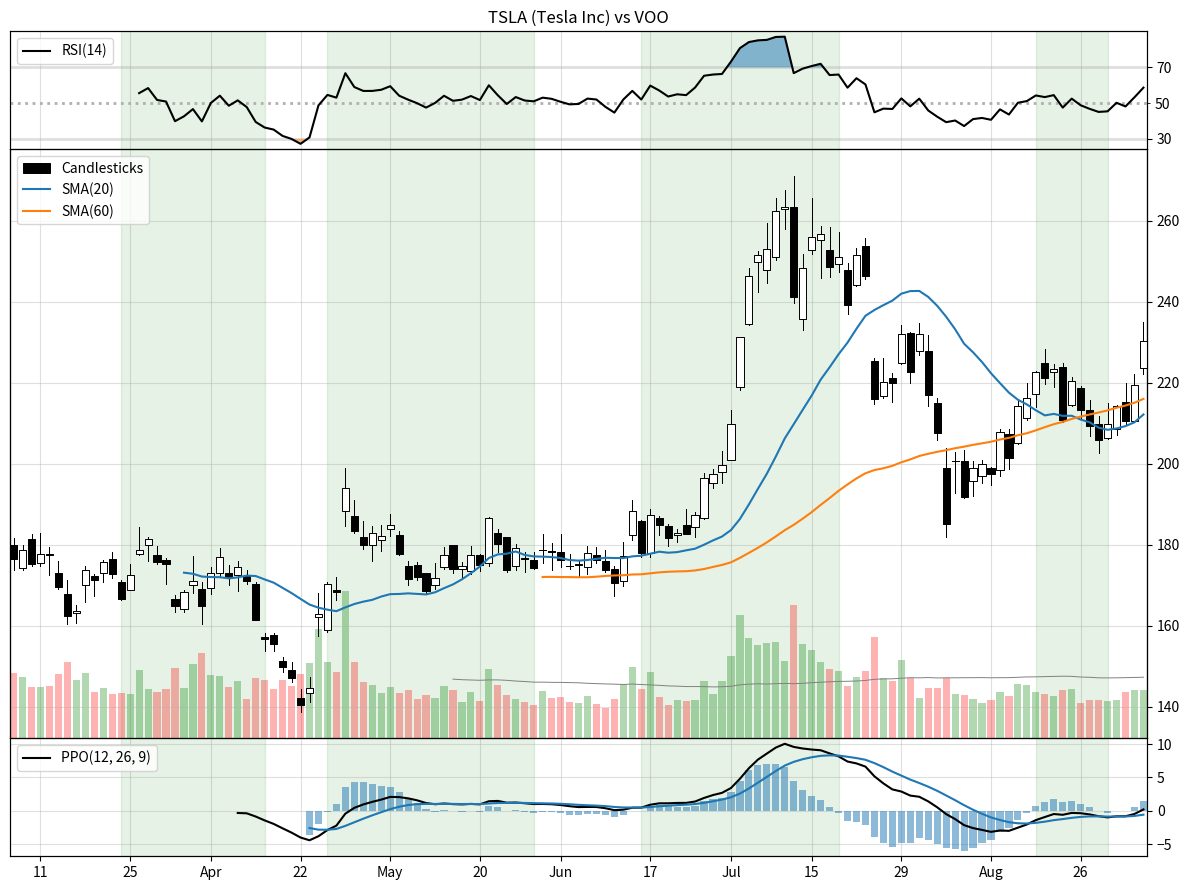 TSLA (Tesla Inc) vs VOO
RSI(14)
70
50
30
Candlesticks
SMA(20)
SMA(60)
260
240
220
200
180
160
140
PPO(12, 26, 9)
10
5
0
−5
11 25 Apr 22 May 20 Jun 17 Jul 15 29 Aug 26